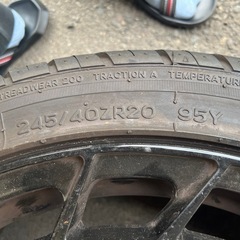 TREADWEAR 200 TRACTION A TEMPERATURE
245/40ZR20 95Y